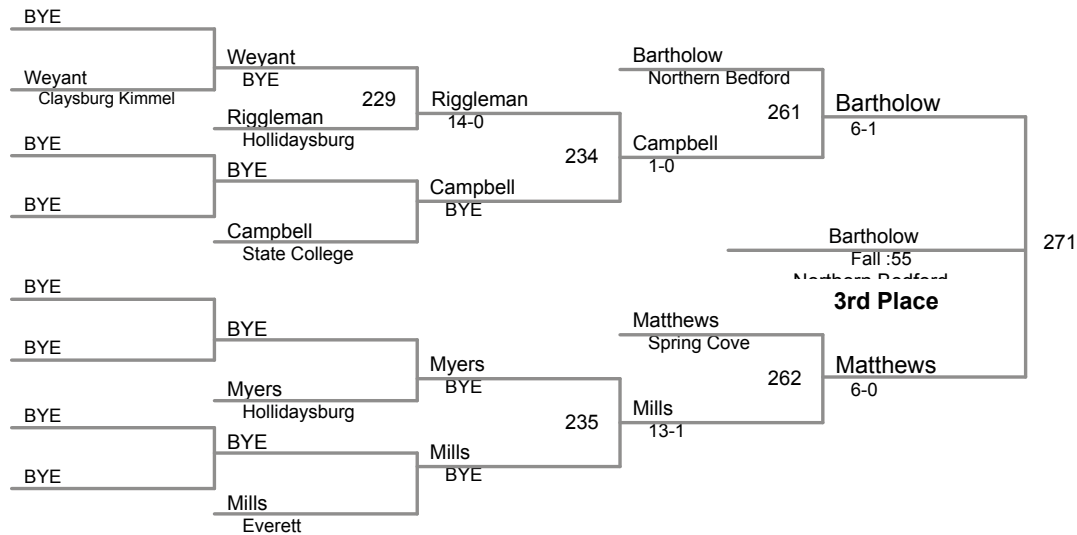 BYE
Weyant
Claysburg Kimmel
BYE
BYE
BYE
BYE
BYE
BYE
Weyant
BYE
229
Riggleman
Hollidaysburg
BYE
Campbell
State College
BYE
Myers
Hollidaysburg
BYE
Mills
Everett
Riggleman
14-0
234
Campbell
BYE
Myers
BYE
235
Mills
BYE
Bartholow
Northern Bedford
261
Campbell
1-0
Matthews
Spring Cove
262
Mills
13-1
Bartholow
6-1
Bartholow
Fall :55
Northern Bedford
3rd Place
271
Matthews
6-0